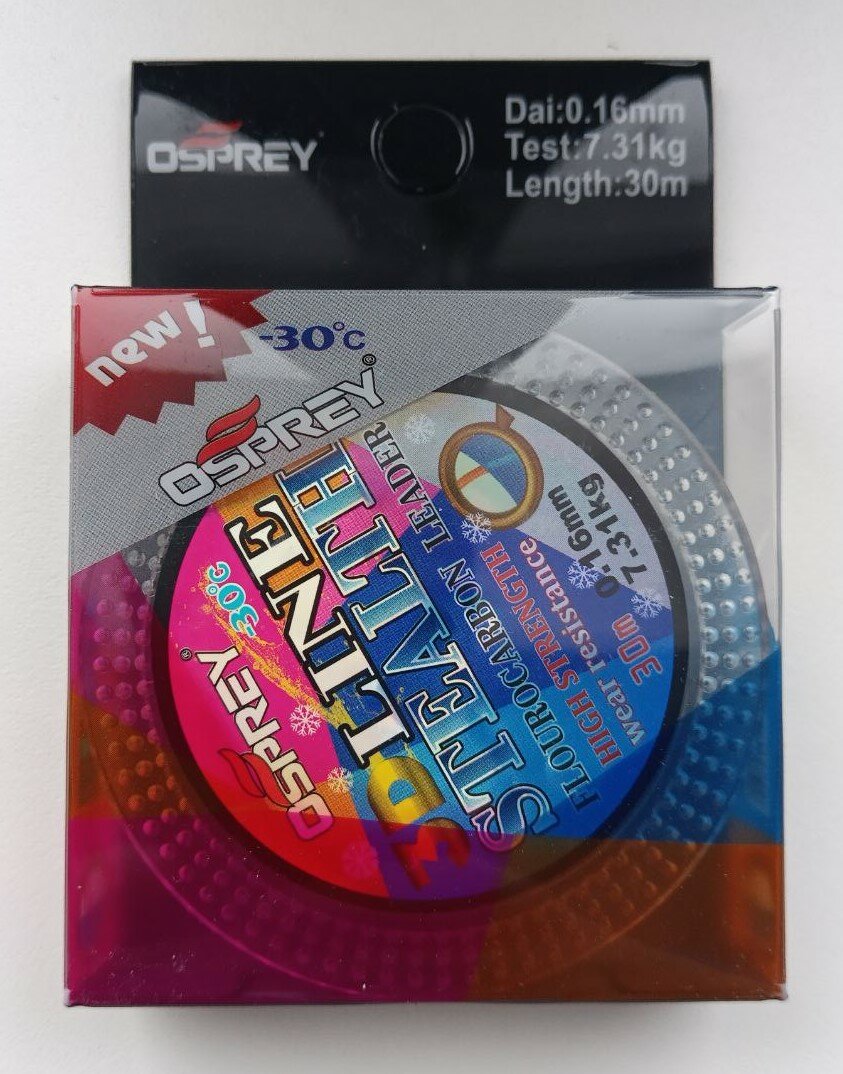 OSPREY
Dai:0.16mm
Test:7.31kg
Length:30m
new!
-30°C
OSPREY®
OSPREY®
-30°C
3D LINE
STEALTH
FLOUROCARBON LEADER
HIGH STRENGTH
wear resistance
30m
0.16mm
7.31kg